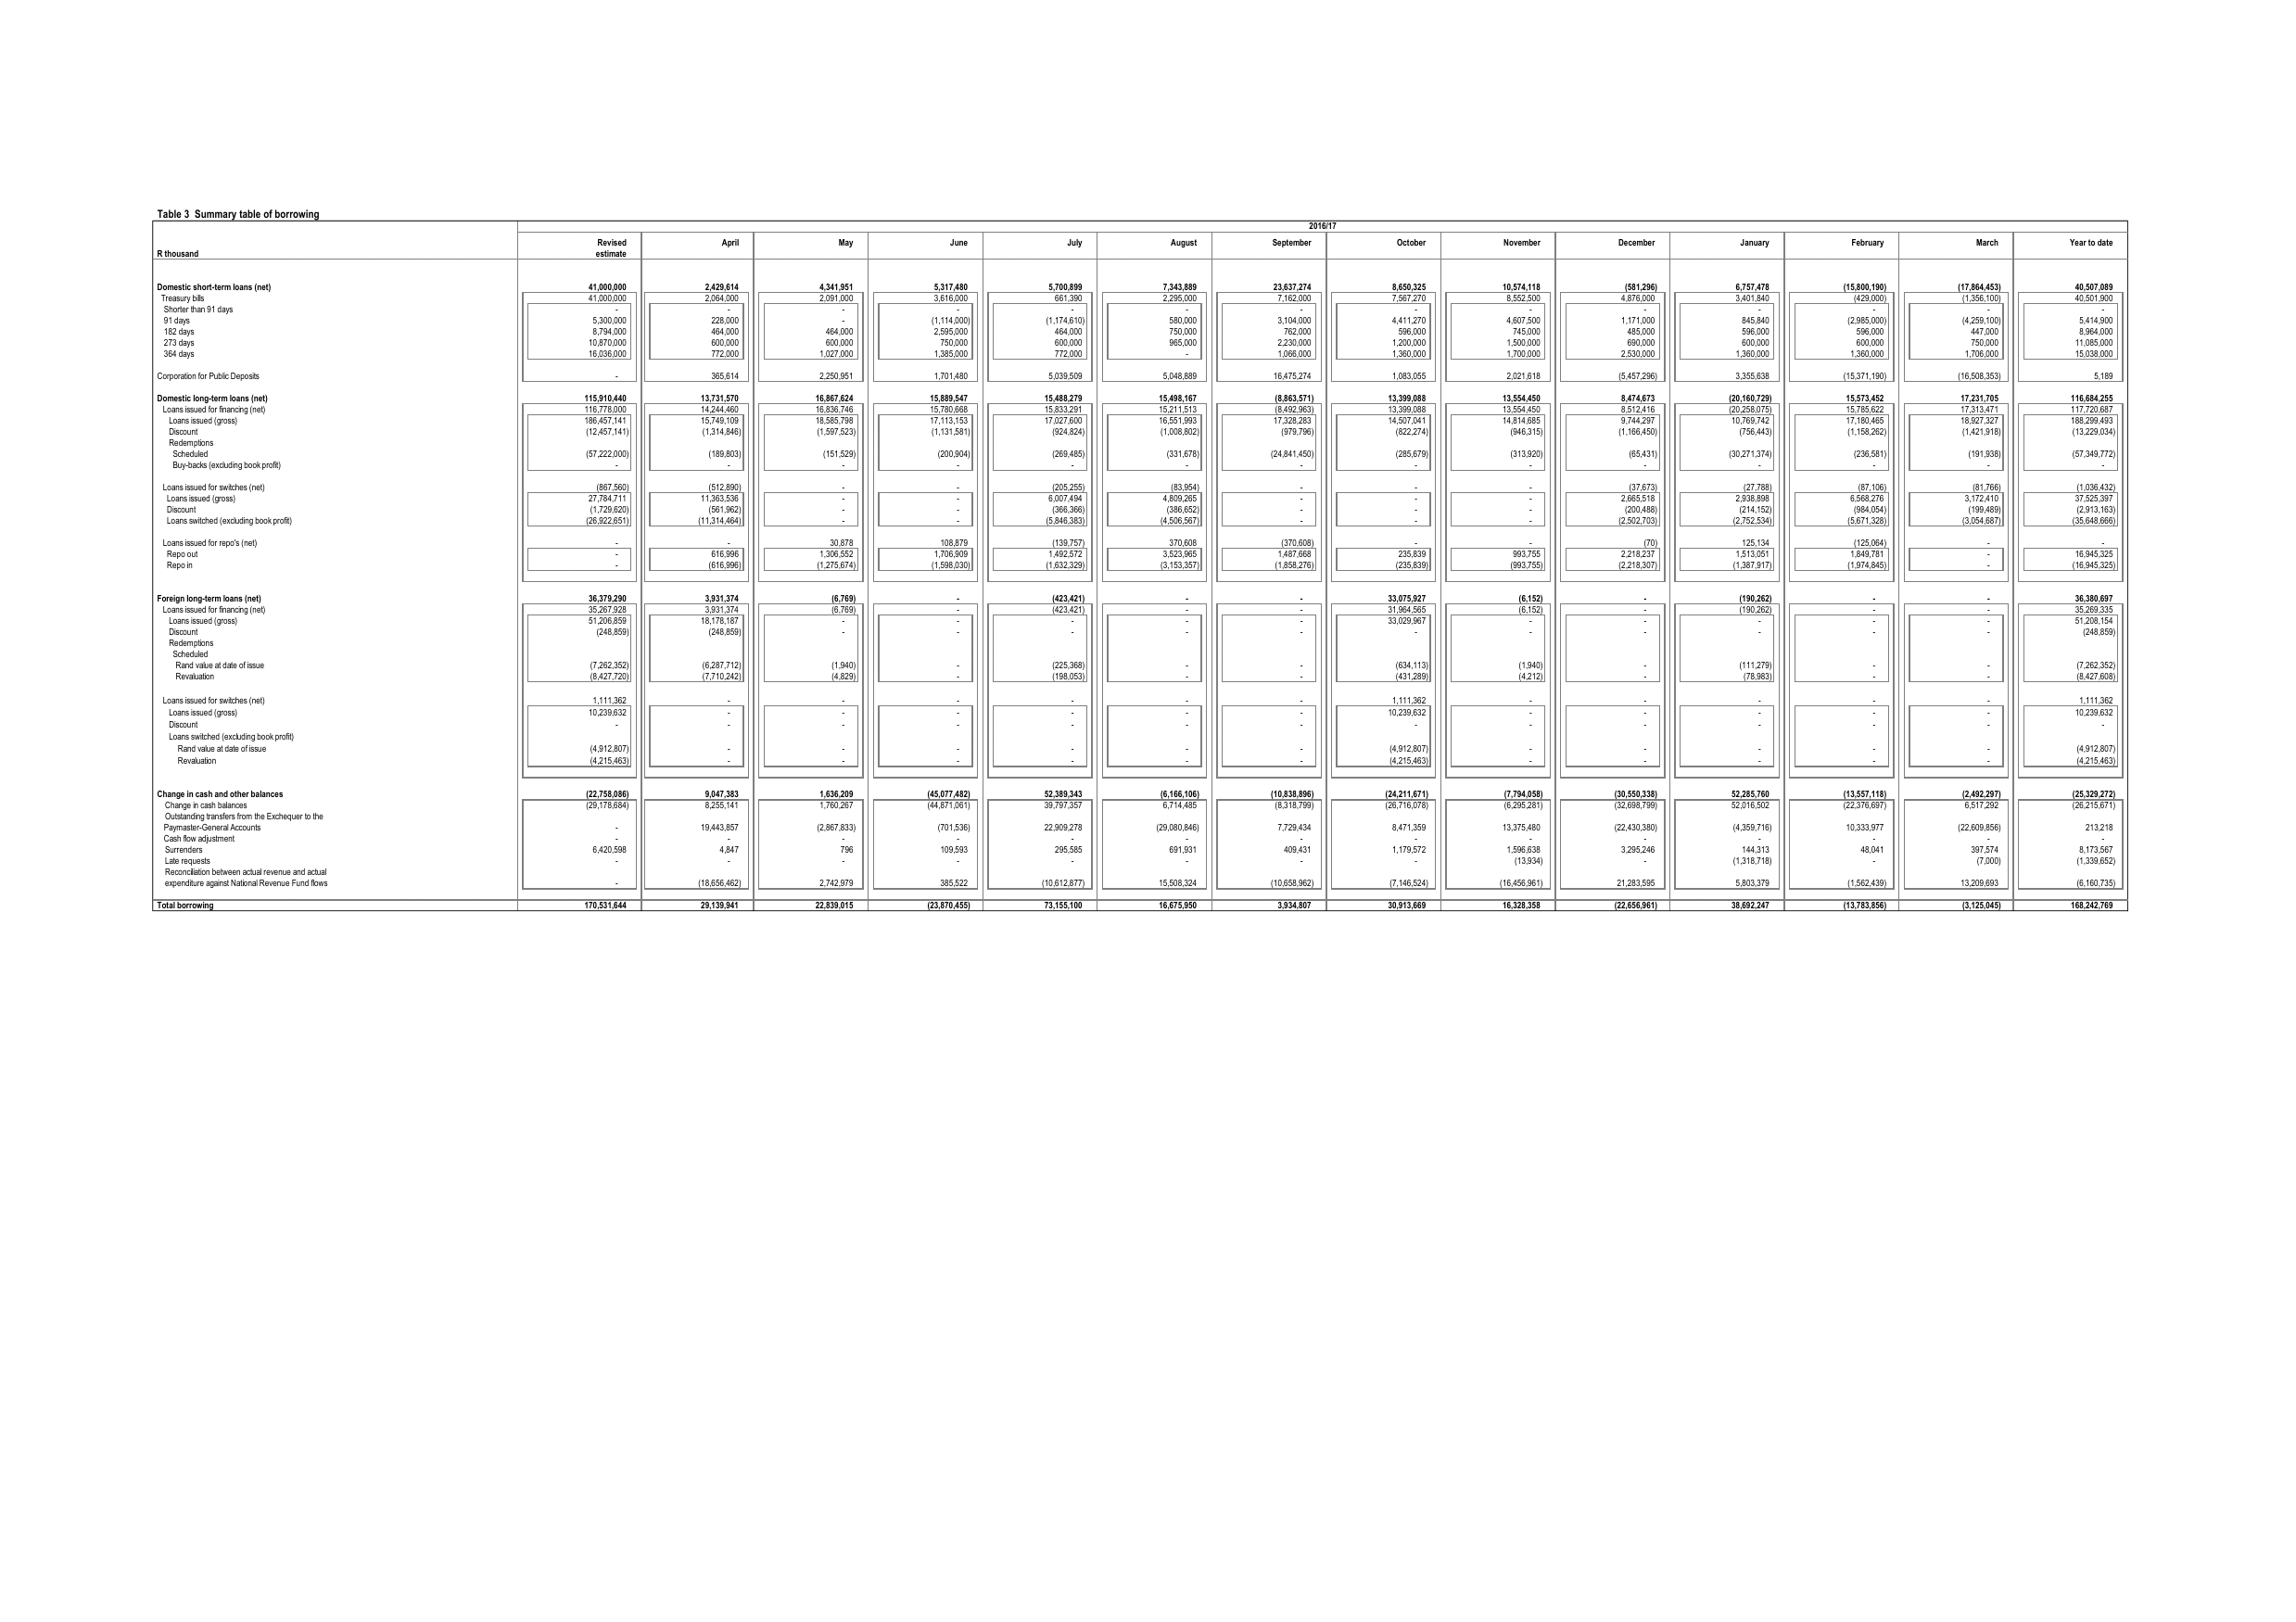 Table 3 Summary table of borrowing
2016/17
Revised April May June July August September October November December January February March Year to date
R thousand estimate
Domestic short-term loans (net) 41,000,000 2,429,614 4,341,951 5,317,480 5,700,899 7,343,889 23,637,274 8,650,325 10,574,118 (581,296) 6,757,478 (15,800,190) (17,864,453) 40,507,089
Treasury bills 41,000,000 2,064,000 2,091,000 3,616,000 661,390 2,295,000 7,162,000 7,567,270 8,552,500 4,876,000 3,401,840 (429,000) (1,356,100) 40,501,900
Shorter than 91 days - - - - - - - - - - - - - -
91 days 5,300,000 228,000 - (1,114,000) (1,174,610) 580,000 3,104,000 4,411,270 4,607,500 1,171,000 845,840 (2,985,000) (4,259,100) 5,414,900
182 days 8,794,000 464,000 464,000 2,595,000 464,000 750,000 762,000 596,000 745,000 485,000 596,000 596,000 447,000 8,964,000
273 days 10,870,000 600,000 600,000 750,000 600,000 965,000 2,230,000 1,200,000 1,500,000 690,000 600,000 600,000 750,000 11,085,000
364 days 16,036,000 772,000 1,027,000 1,385,000 772,000 - 1,066,000 1,360,000 1,700,000 2,530,000 1,360,000 1,360,000 1,706,000 15,038,000
Corporation for Public Deposits - 365,614 2,250,951 1,701,480 5,039,509 5,048,889 16,475,274 1,083,055 2,021,618 (5,457,296) 3,355,638 (15,371,190) (16,508,353) 5,189
Domestic long-term loans (net) 115,910,440 13,731,570 16,867,624 15,889,547 15,488,279 15,498,167 (8,863,571) 13,399,088 13,554,450 8,474,673 (20,160,729) 15,573,452 17,231,705 116,684,255
Loans issued for financing (net) 116,778,000 14,244,460 16,836,746 15,780,668 15,833,291 15,211,513 (8,492,963) 13,399,088 13,554,450 8,512,416 (20,258,075) 15,785,622 17,313,471 117,720,687
Loans issued (gross) 186,457,141 15,749,109 18,585,798 17,113,153 17,027,600 16,551,993 17,328,283 14,507,041 14,814,685 9,744,297 10,769,742 17,180,465 18,927,327 188,299,493
Discount (12,457,141) (1,314,846) (1,597,523) (1,131,581) (924,824) (1,008,802) (979,796) (822,274) (946,315) (1,166,450) (756,443) (1,158,262) (1,421,918) (13,229,034)
Redemptions
Scheduled (57,222,000) (189,803) (151,529) (200,904) (269,485) (331,678) (24,841,450) (285,679) (313,920) (65,431) (30,271,374) (236,581) (191,938) (57,349,772)
Buy-backs (excluding book profit) - - - - - - - - - - - - - -
Loans issued for switches (net) (867,560) (512,890) - - (205,255) (83,954) - - - (37,673) (27,788) (87,106) (81,766) (1,036,432)
Loans issued (gross) 27,784,711 11,363,536 - - 6,007,494 4,809,265 - - - 2,665,518 2,938,898 6,568,276 3,172,410 37,525,397
Discount (1,729,620) (561,962) - - (366,366) (386,652) - - - (200,488) (214,152) (984,054) (199,489) (2,913,163)
Loans switched (excluding book profit) (26,922,651) (11,314,464) - - (5,846,383) (4,506,567) - - - (2,502,703) (2,752,534) (5,671,328) (3,054,687) (35,648,666)
Loans issued for repo's (net) - - 30,878 108,879 (139,757) 370,608 (370,608) - - (70) 125,134 (125,064) - -
Repo out - 616,996 1,306,552 1,706,909 1,492,572 3,523,965 1,487,668 235,839 993,755 2,218,237 1,513,051 1,849,781 - 16,945,325
Repo in - (616,996) (1,275,674) (1,598,030) (1,632,329) (3,153,357) (1,858,276) (235,839) (993,755) (2,218,307) (1,387,917) (1,974,845) - (16,945,325)
Foreign long-term loans (net) 36,379,290 3,931,374 (6,769) - (423,421) - - 33,075,927 (6,152) - (190,262) - - 36,380,697
Loans issued for financing (net) 35,267,928 3,931,374 (6,769) - (423,421) - - 31,964,565 (6,152) - (190,262) - - 35,269,335
Loans issued (gross) 51,206,859 18,178,187 - - - - - 33,029,967 - - - - - 51,208,154
Discount (248,859) (248,859) - - - - - - - - - - - (248,859)
Redemptions
Scheduled
Rand value at date of issue (7,262,352) (6,287,712) (1,940) - (225,368) - - (634,113) (1,940) - (111,279) - - (7,262,352)
Revaluation (8,427,720) (7,710,242) (4,829) - (198,053) - - (431,289) (4,212) - (78,983) - - (8,427,608)
Loans issued for switches (net) 1,111,362 - - - - - - 1,111,362 - - - - - 1,111,362
Loans issued (gross) 10,239,632 - - - - - - 10,239,632 - - - - - 10,239,632
Discount - - - - - - - - - - - - - -
Loans switched (excluding book profit)
Rand value at date of issue (4,912,807) - - - - - - (4,912,807) - - - - - (4,912,807)
Revaluation (4,215,463) - - - - - - (4,215,463) - - - - - (4,215,463)
Change in cash and other balances (22,758,086) 9,047,383 1,636,209 (45,077,482) 52,389,343 (6,166,106) (10,838,896) (24,211,671) (7,794,058) (30,550,338) 52,285,760 (13,557,118) (2,492,297) (25,329,272)
Change in cash balances (29,178,684) 8,255,141 1,760,267 (44,871,061) 39,797,357 6,714,485 (8,318,799) (26,716,078) (6,295,281) (32,698,799) 52,016,502 (22,376,697) 6,517,292 (26,215,671)
Outstanding transfers from the Exchequer to the
Paymaster-General Accounts - 19,443,857 (2,867,833) (701,536) 22,909,278 (29,080,846) 7,729,434 8,471,359 13,375,480 (22,430,380) (4,359,716) 10,333,977 (22,609,856) 213,218
Cash flow adjustment - - - - - - - - - - - - - -
Surrenders 6,420,598 4,847 796 109,593 295,585 691,931 409,431 1,179,572 1,596,638 3,295,246 144,313 48,041 397,574 8,173,567
Late requests - - - - - - - - (13,934) - (1,318,718) - (7,000) (1,339,652)
Reconciliation between actual revenue and actual
expenditure against National Revenue Fund flows - (18,656,462) 2,742,979 385,522 (10,612,877) 15,508,324 (10,658,962) (7,146,524) (16,456,961) 21,283,595 5,803,379 (1,562,439) 13,209,693 (6,160,735)
Total borrowing 170,531,644 29,139,941 22,839,015 (23,870,455) 73,155,100 16,675,950 3,934,807 30,913,669 16,328,358 (22,656,961) 38,692,247 (13,783,856) (3,125,045) 168,242,769